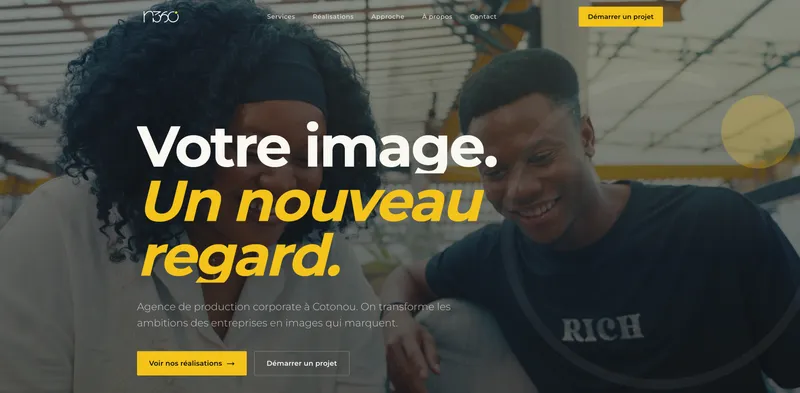 n360
Services Réalisations Approche À propos Contact
Démarrer un projet
Votre image.
Un nouveau
regard.
Agence de production corporate à Cotonou. On transforme les
ambitions des entreprises en images qui marquent.
Voir nos réalisations → Démarrer un projet
RICH